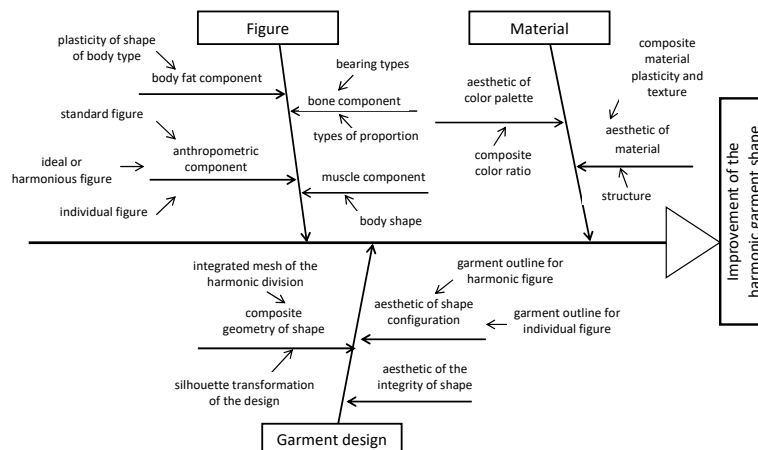 Figure
Material
plasticity of shape
of body type
body fat component
bearing types
bone component
types of proportion
standard figure
anthropometric
component
ideal or
harmonious figure
individual figure
muscle component
body shape
aesthetic of
color palette
composite
color ratio
composite
material
plasticity and
texture
aesthetic of
material
structure
Improvement of the
harmonic garment shape
integrated mesh of the
harmonic division
composite
geometry of shape
silhouette transformation
of the design
garment outline for
harmonic figure
aesthetic of shape
configuration
garment outline for
individual figure
aesthetic of the
integrity of shape
Garment design